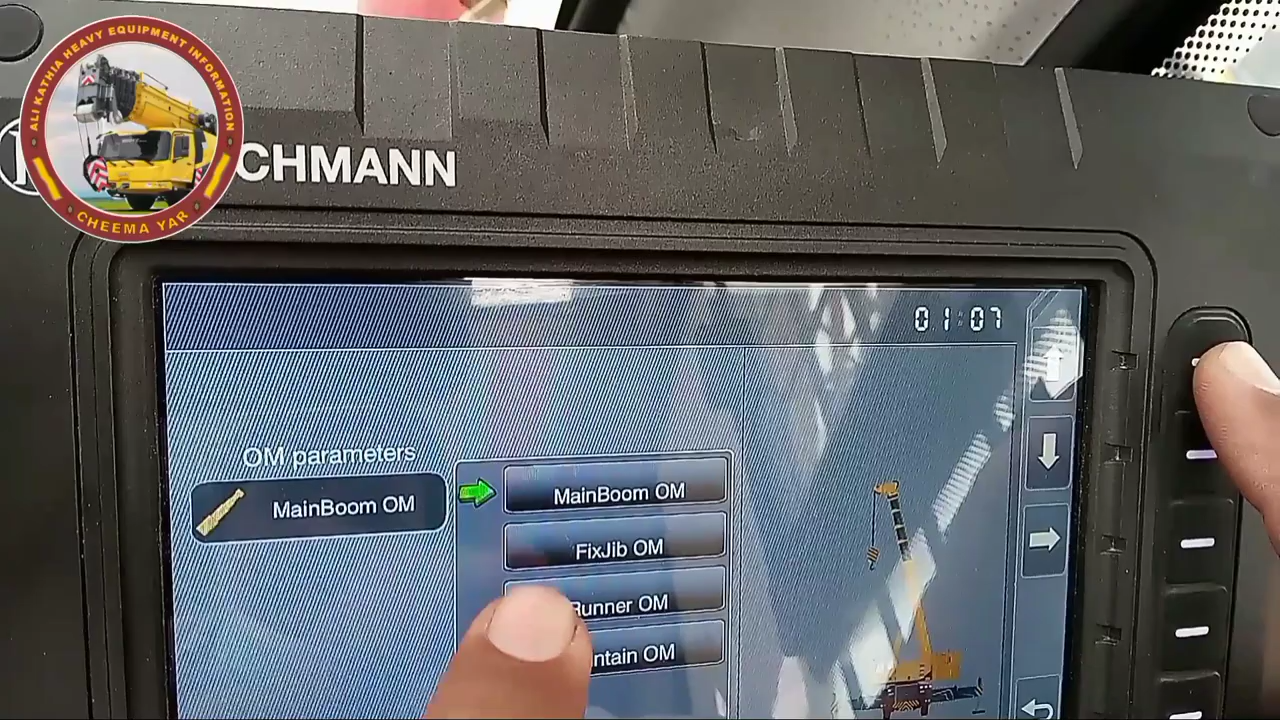 ALI KATHIA HEAVY EQUIPMENT INFORMATION
CHEEMA YAR
CHMANN
01:07
OM parameters
MainBoom OM
MainBoom OM
FixJib OM
Runner OM
ntain OM